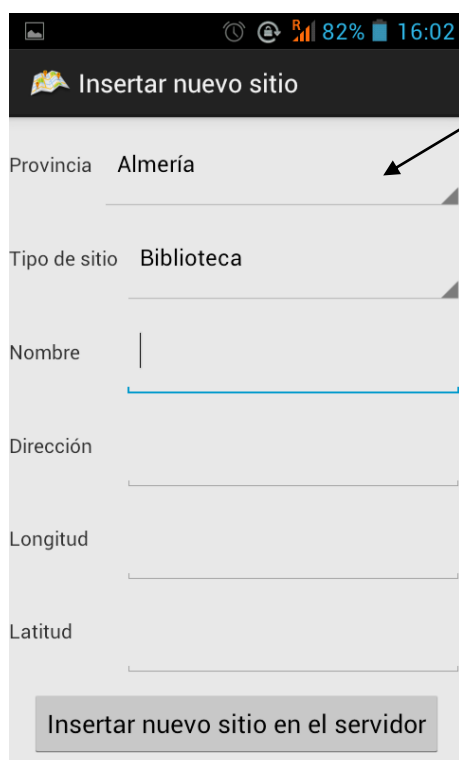 R 82% 16:02
Insertar nuevo sitio
Provincia Almería
Tipo de sitio Biblioteca
Nombre
Dirección
Longitud
Latitud
Insertar nuevo sitio en el servidor